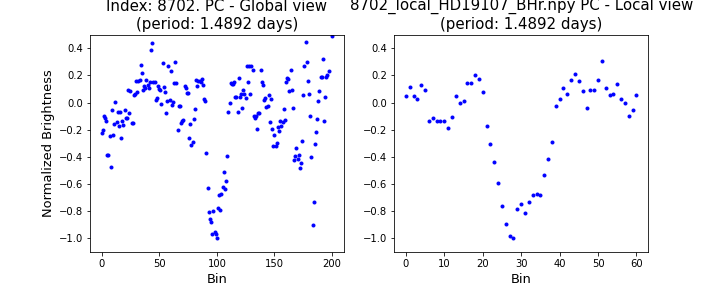 Index: 8702. PC - Global view
(period: 1.4892 days)
8702_local_HD19107_BHr.npy PC - Local view
(period: 1.4892 days)
Normalized Brightness
0.4
0.2
0.0
−0.2
−0.4
−0.6
−0.8
−1.0
0 50 100 150 200
Bin
0.4
0.2
0.0
−0.2
−0.4
−0.6
−0.8
−1.0
0 10 20 30 40 50 60
Bin